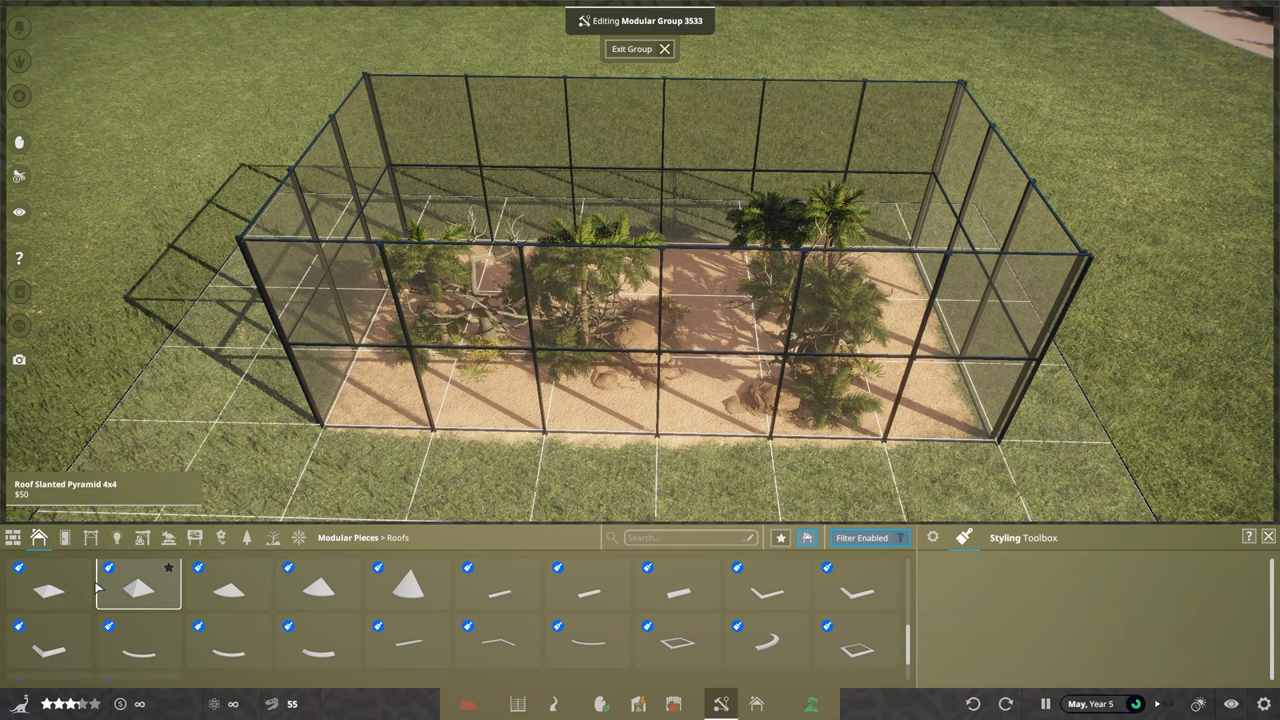 Editing Modular Group 3533
Exit Group
Roof Slanted Pyramid 4x4
$50
Modular Pieces > Roofs
Search...
Filter Enabled
Styling Toolbox
?
?
$ ∞
∞
55
May, Year 5